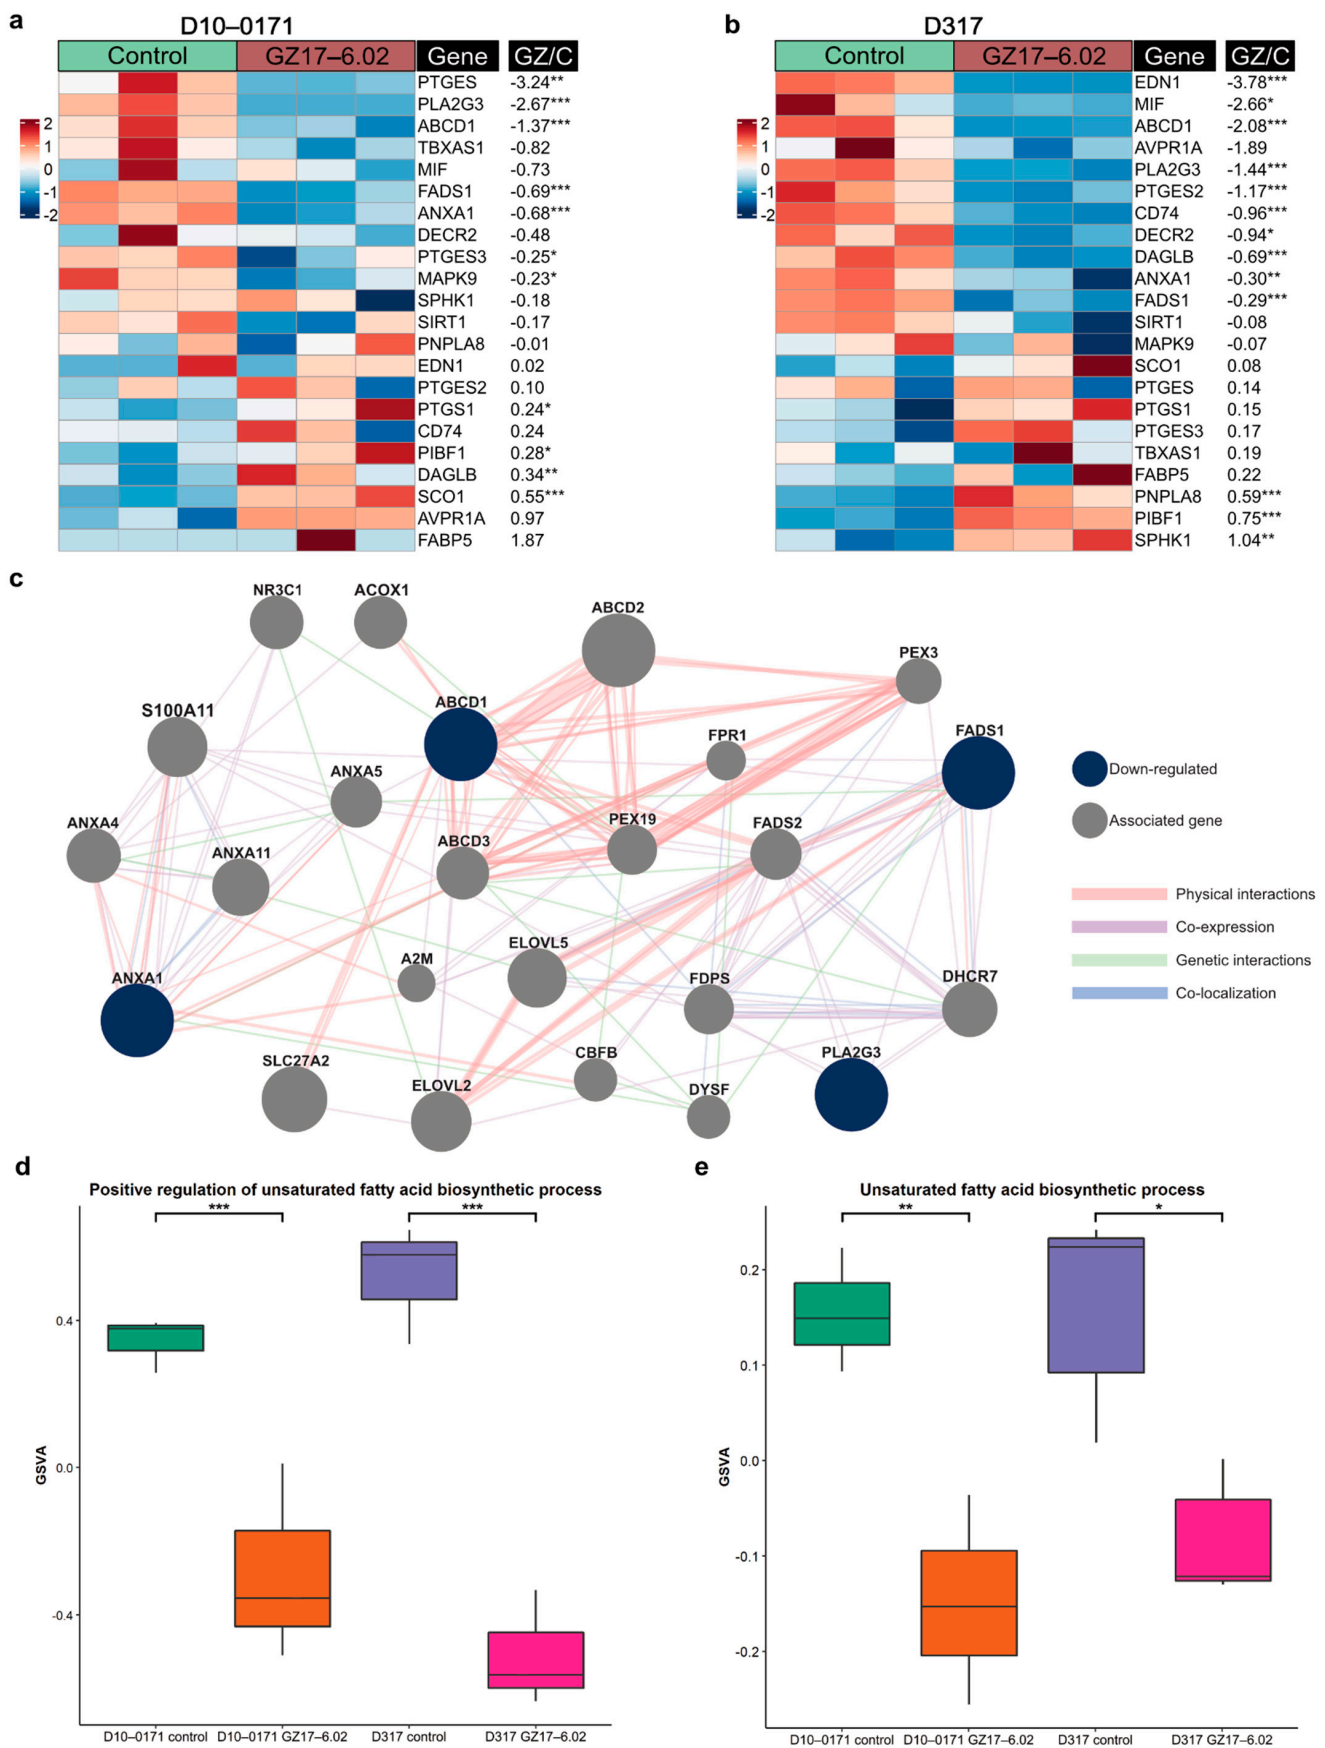 a
D10–0171
Control GZ17–6.02 Gene GZ/C
PTGES -3.24**
PLA2G3 -2.67***
ABCD1 -1.37***
TBXAS1 -0.82
MIF -0.73
FADS1 -0.69***
ANXA1 -0.68***
DECR2 -0.48
PTGES3 -0.25*
MAPK9 -0.23*
SPHK1 -0.18
SIRT1 -0.17
PNPLA8 -0.01
EDN1 0.02
PTGES2 0.10
PTGS1 0.24*
CD74 0.24
PIBF1 0.28*
DAGLB 0.34**
SCO1 0.55***
AVPR1A 0.97
FABP5 1.87
2
1
0
-1
-2
b
D317
Control GZ17–6.02 Gene GZ/C
EDN1 -3.78***
MIF -2.66*
ABCD1 -2.08***
AVPR1A -1.89
PLA2G3 -1.44***
PTGES2 -1.17***
CD74 -0.96***
DECR2 -0.94*
DAGLB -0.69***
ANXA1 -0.30**
FADS1 -0.29***
SIRT1 -0.08
MAPK9 -0.07
SCO1 0.08
PTGES 0.14
PTGS1 0.15
PTGES3 0.17
TBXAS1 0.19
FABP5 0.22
PNPLA8 0.59***
PIBF1 0.75***
SPHK1 1.04**
2
1
0
-1
-2
c
NR3C1
ACOX1
ABCD2
PEX3
ABCD1
S100A11
FPR1
FADS1
ANXA5
ANXA4
PEX19
FADS2
ABCD3
ANXA11
ELOVL5
A2M
ANXA1
FDPS
DHCR7
SLC27A2
CBFB
PLA2G3
ELOVL2
DYSF
Down-regulated
Associated gene
Physical interactions
Co-expression
Genetic interactions
Co-localization
d
Positive regulation of unsaturated fatty acid biosynthetic process
***
***
0.4
0.0
-0.4
GSVA
D10–0171 control
D10–0171 GZ17–6.02
D317 control
D317 GZ17–6.02
e
Unsaturated fatty acid biosynthetic process
**
*
0.2
0.1
0.0
-0.1
-0.2
GSVA
D10–0171 control
D10–0171 GZ17–6.02
D317 control
D317 GZ17–6.02